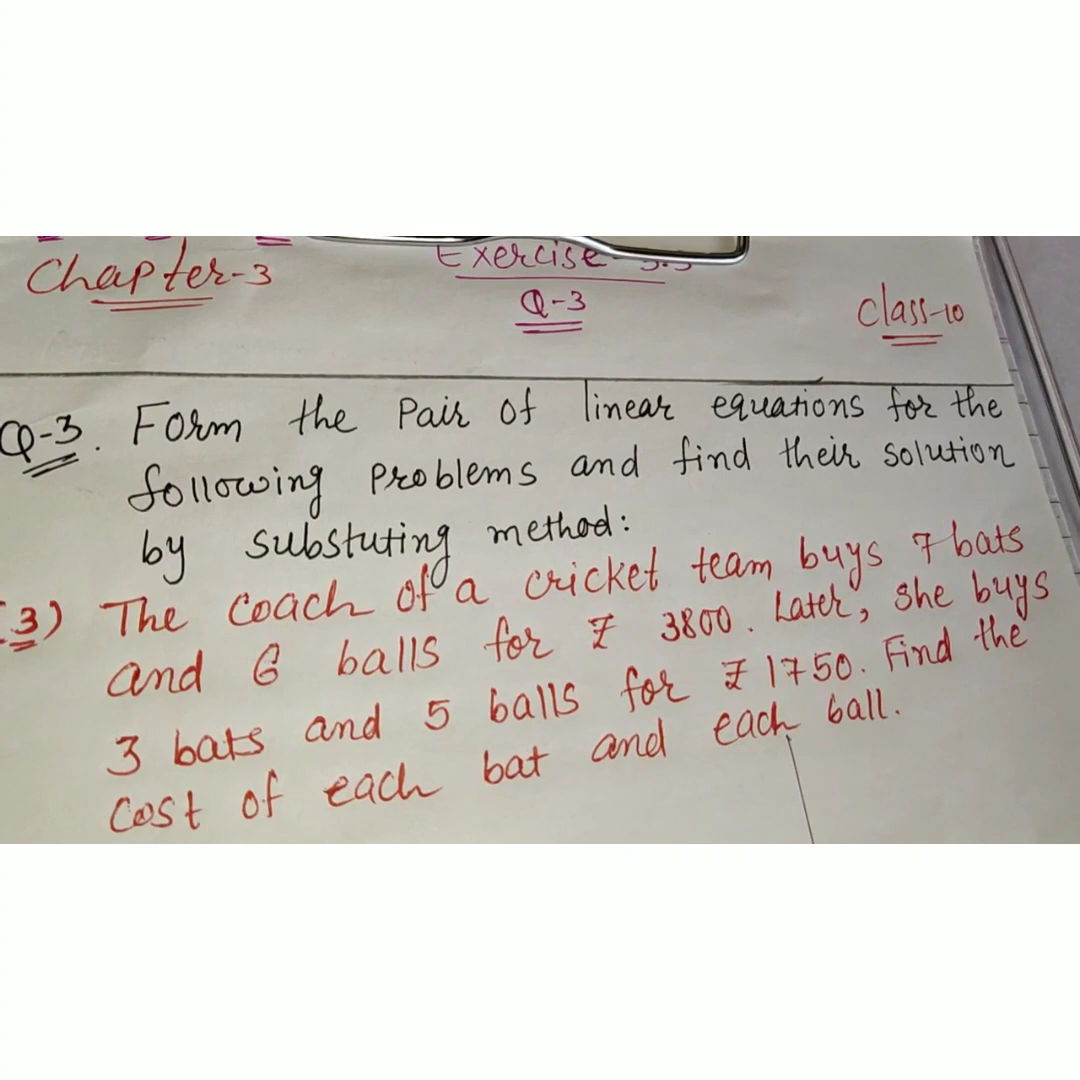 Chapter-3
Exercise
Q-3
Class-10
Q-3. Form the Pair of linear equations for the
following Problems and find their solution
by substuting method:
3) The coach of a cricket team buys 7 bats
and 6 balls for ₹ 3800. Later, she buys
3 bats and 5 balls for ₹ 1750. Find the
cost of each bat and each ball.